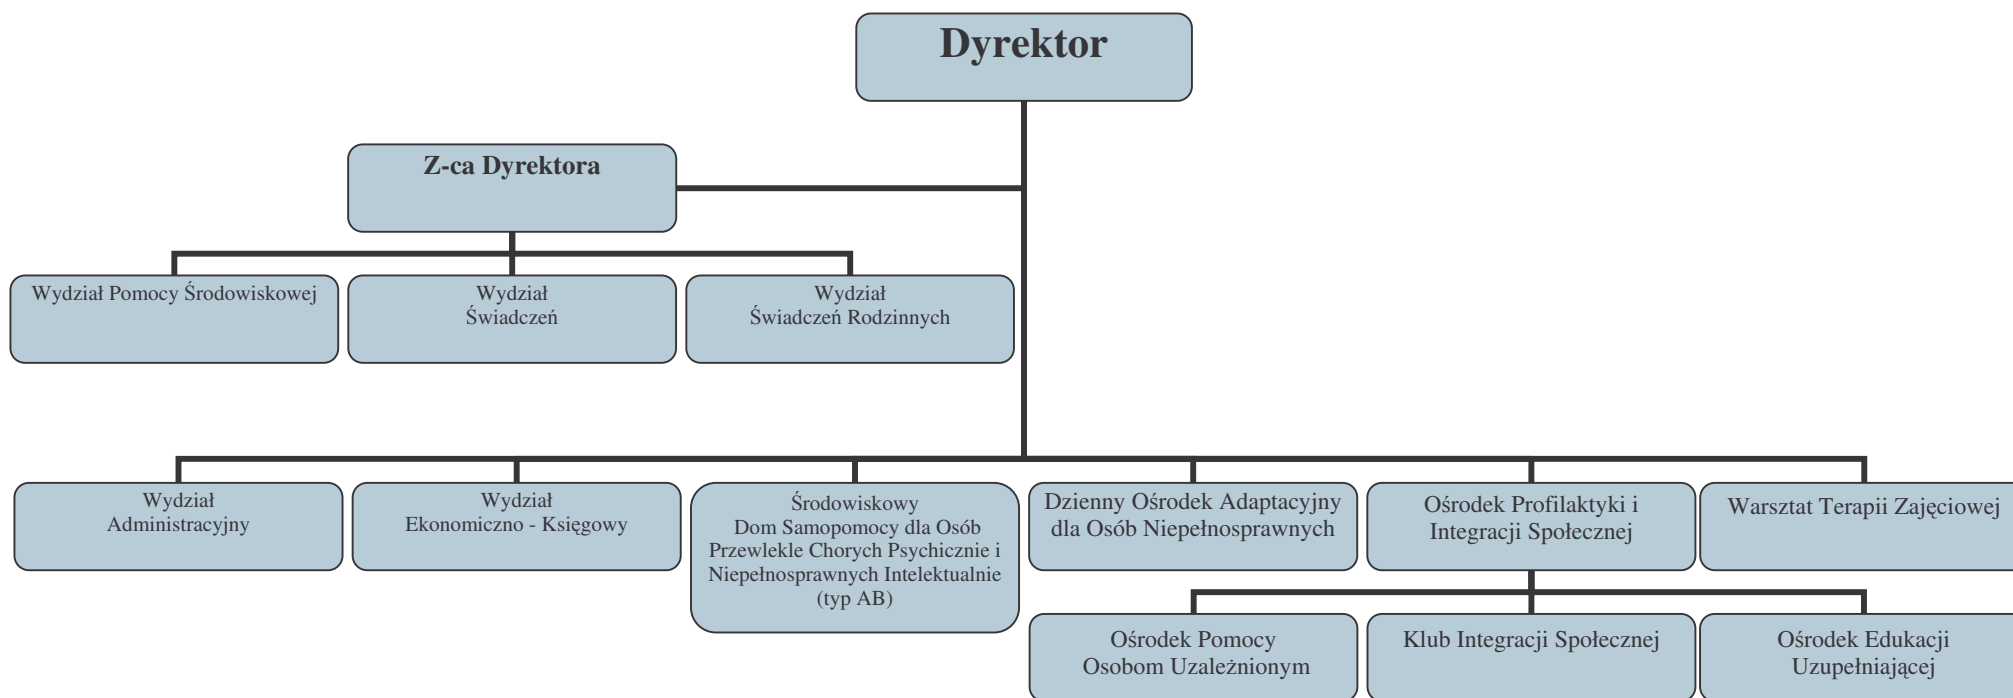 Dyrektor
Z-ca Dyrektora
Wydział Pomocy Środowiskowej
Wydział
Świadczeń
Wydział
Świadczeń Rodzinnych
Wydział
Administracyjny
Wydział
Ekonomiczno - Księgowy
Środowiskowy
Dom Samopomocy dla Osób
Przewlekle Chorych Psychicznie i
Niepełnosprawnych Intelektualnie
(typ AB)
Dzienny Ośrodek Adaptacyjny
dla Osób Niepełnosprawnych
Ośrodek Profilaktyki i
Integracji Społecznej
Warsztat Terapii Zajęciowej
Ośrodek Pomocy
Osobom Uzależnionym
Klub Integracji Społecznej
Ośrodek Edukacji
Uzupełniającej